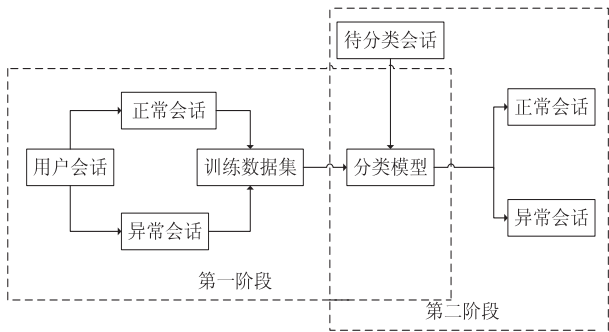 待分类会话
正常会话
正常会话
用户会话
训练数据集
分类模型
异常会话
异常会话
第一阶段
第二阶段